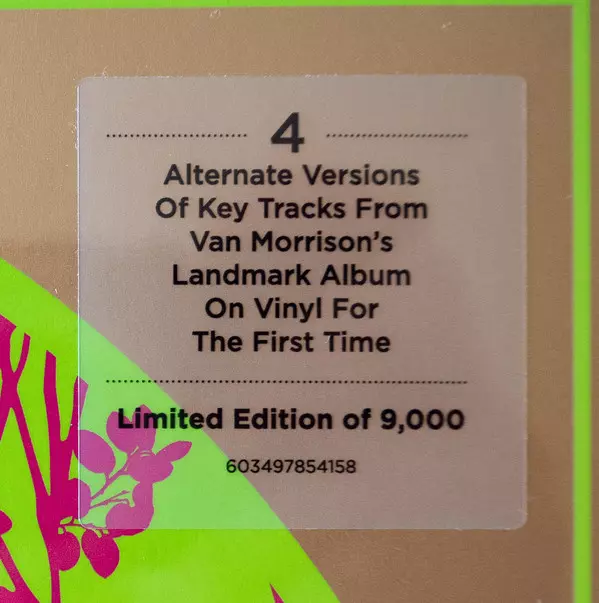 4
Alternate Versions
Of Key Tracks From
Van Morrison's
Landmark Album
On Vinyl For
The First Time
Limited Edition of 9,000
603497854158